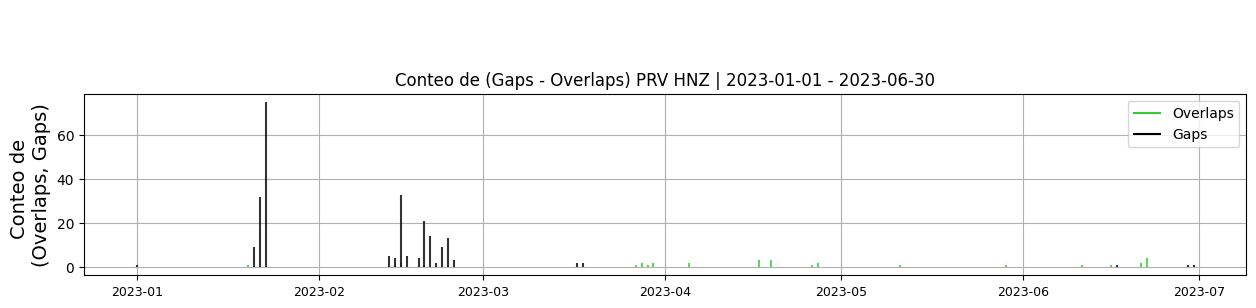 Conteo de (Gaps - Overlaps) PRV HNZ | 2023-01-01 - 2023-06-30
Conteo de
(Overlaps, Gaps)
60
40
20
0
Overlaps
Gaps
2023-01
2023-02
2023-03
2023-04
2023-05
2023-06
2023-07